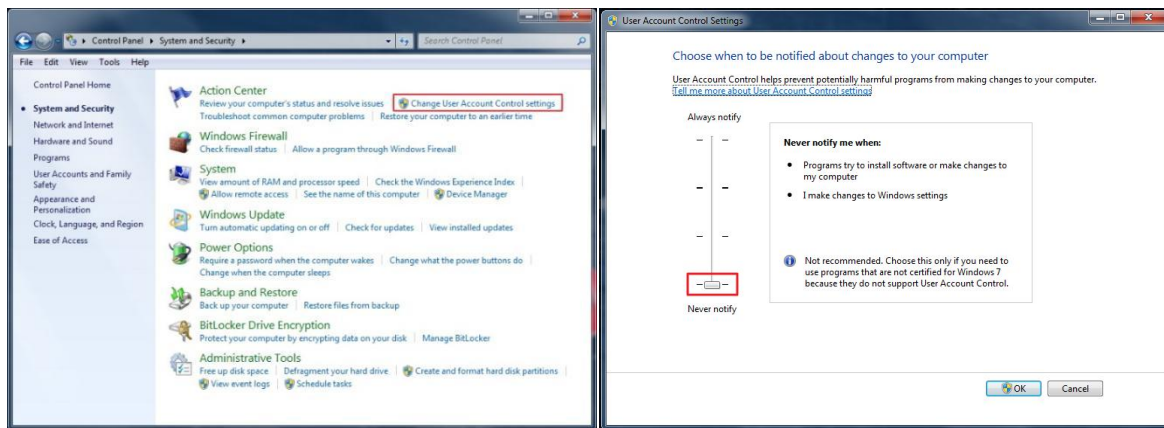 Control Panel ▸ System and Security ▸
Search Control Panel
File Edit View Tools Help
Control Panel Home
System and Security
Network and Internet
Hardware and Sound
Programs
User Accounts and Family
Safety
Appearance and
Personalization
Clock, Language, and Region
Ease of Access
Action Center
Review your computer's status and resolve issues Change User Account Control settings
Troubleshoot common computer problems Restore your computer to an earlier time
Windows Firewall
Check firewall status Allow a program through Windows Firewall
System
View amount of RAM and processor speed Check the Windows Experience Index
Allow remote access See the name of this computer Device Manager
Windows Update
Turn automatic updating on or off Check for updates View installed updates
Power Options
Require a password when the computer wakes Change what the power buttons do
Change when the computer sleeps
Backup and Restore
Back up your computer Restore files from backup
BitLocker Drive Encryption
Protect your computer by encrypting data on your disk Manage BitLocker
Administrative Tools
Free up disk space Defragment your hard drive Create and format hard disk partitions
View event logs Schedule tasks
User Account Control Settings
Choose when to be notified about changes to your computer
User Account Control helps prevent potentially harmful programs from making changes to your computer.
Tell me more about User Account Control settings
Always notify
Never notify me when:
• Programs try to install software or make changes to
my computer
• I make changes to Windows settings
Not recommended. Choose this only if you need to
use programs that are not certified for Windows 7
because they do not support User Account Control.
Never notify
OK Cancel